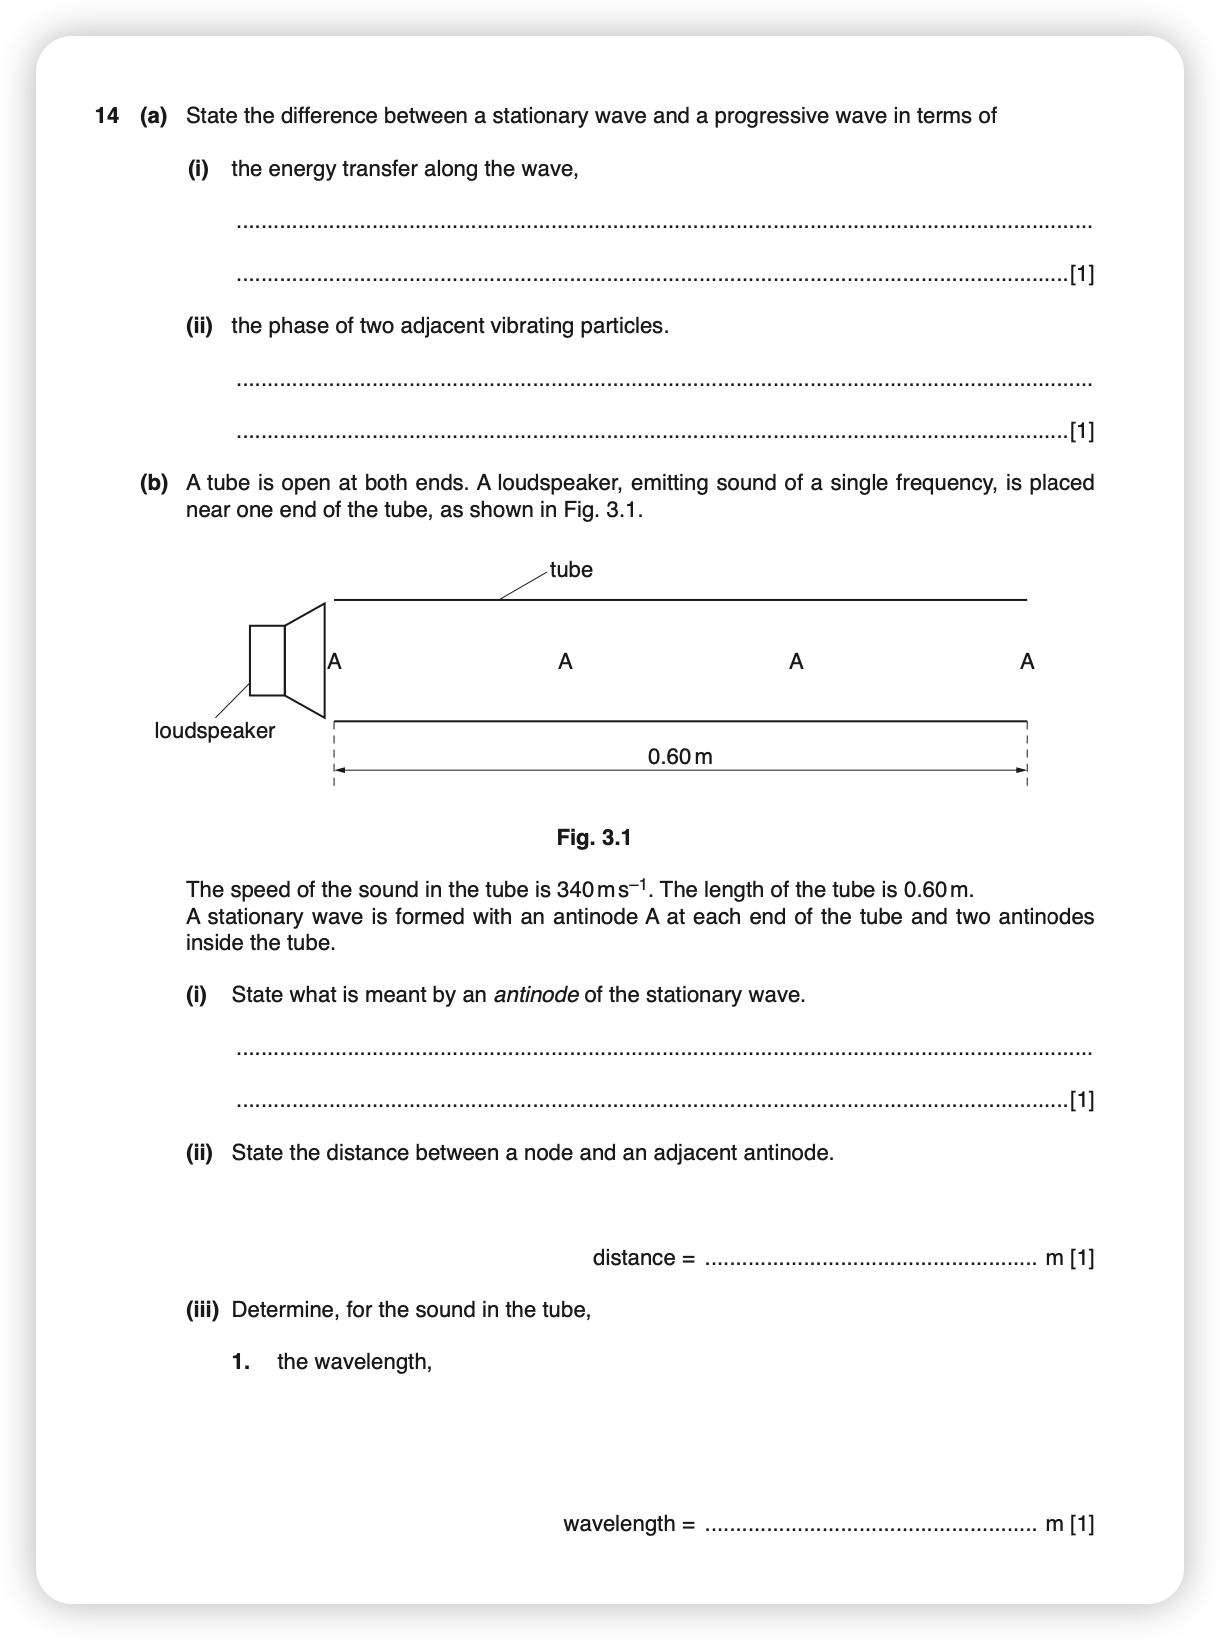 14 (a) State the difference between a stationary wave and a progressive wave in terms of
(i) the energy transfer along the wave,
..........................................................................................................................................
......................................................................................................................................[1]
(ii) the phase of two adjacent vibrating particles.
..........................................................................................................................................
......................................................................................................................................[1]
(b) A tube is open at both ends. A loudspeaker, emitting sound of a single frequency, is placed
near one end of the tube, as shown in Fig. 3.1.
tube
A A A A
loudspeaker
0.60 m
Fig. 3.1
The speed of the sound in the tube is 340 m s⁻¹. The length of the tube is 0.60 m.
A stationary wave is formed with an antinode A at each end of the tube and two antinodes
inside the tube.
(i) State what is meant by an antinode of the stationary wave.
..........................................................................................................................................
......................................................................................................................................[1]
(ii) State the distance between a node and an adjacent antinode.
distance = ...................................................... m [1]
(iii) Determine, for the sound in the tube,
1. the wavelength,
wavelength = ...................................................... m [1]